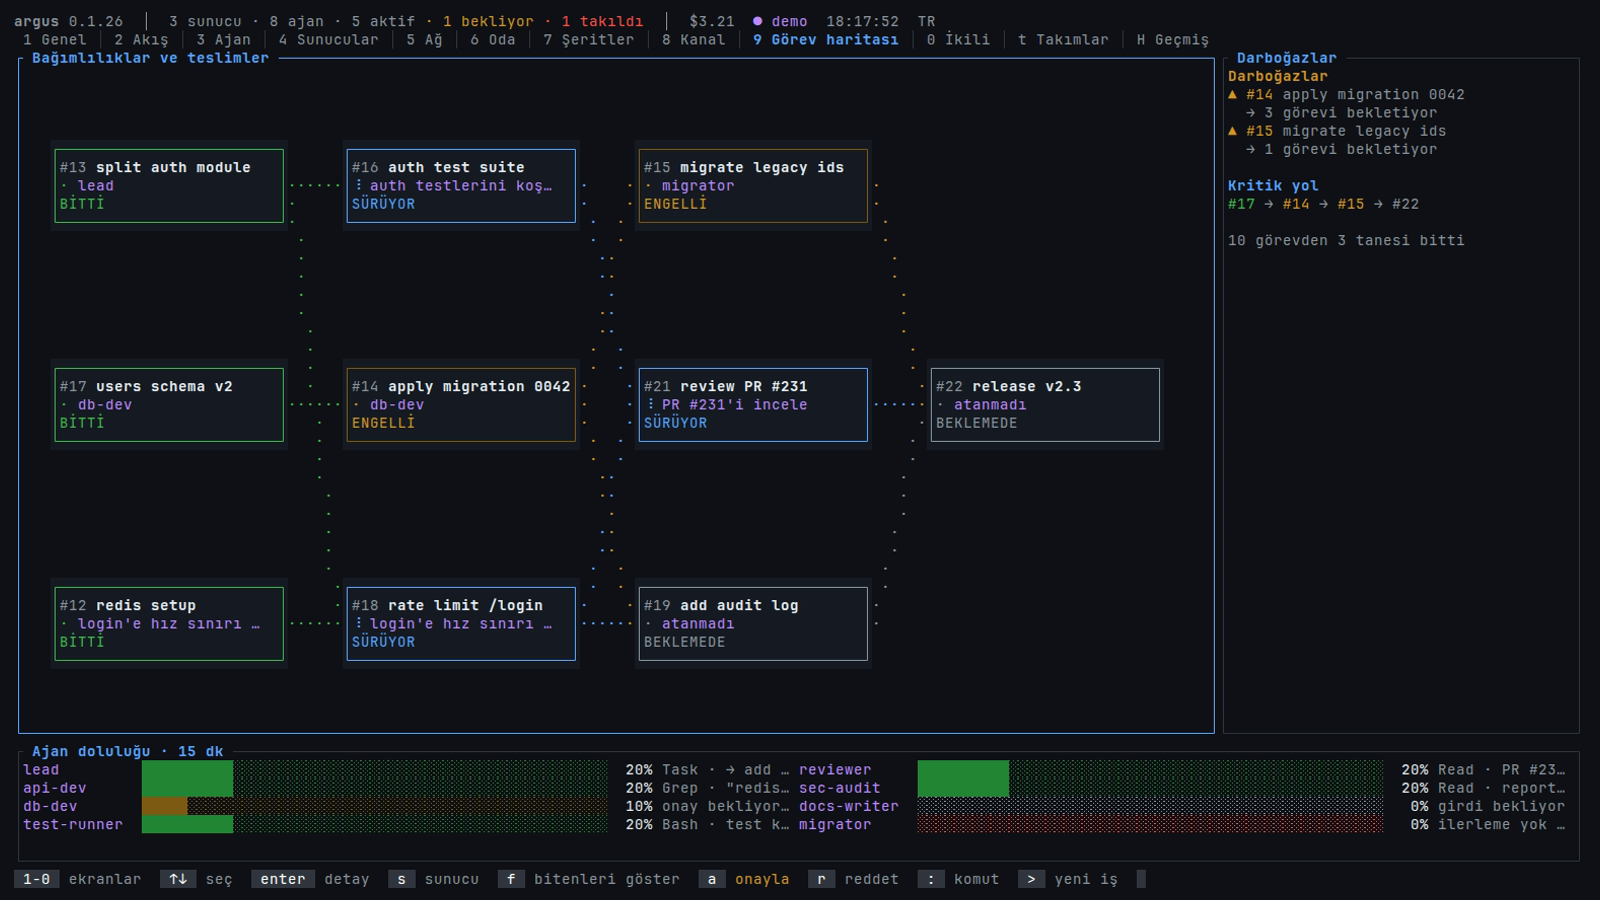 argus 0.1.26 │ 3 sunucu · 8 ajan · 5 aktif · 1 bekliyor · 1 takıldı │ $3.21 ● demo 18:17:52 TR
1 Genel │ 2 Akış │ 3 Ajan │ 4 Sunucular │ 5 Ağ │ 6 Oda │ 7 Şeritler │ 8 Kanal │ 9 Görev haritası │ 0 İkili │ t Takımlar │ H Geçmiş
Bağımlılıklar ve teslimler
#13 split auth module
· lead
BİTTİ
#16 auth test suite
auth testlerini koş…
SÜRÜYOR
#15 migrate legacy ids
· migrator
ENGELLİ
#17 users schema v2
· db-dev
BİTTİ
#14 apply migration 0042
· db-dev
ENGELLİ
#21 review PR #231
PR #231'i incele
SÜRÜYOR
#22 release v2.3
· atanmadı
BEKLEMEDE
#12 redis setup
· login'e hız sınırı …
BİTTİ
#18 rate limit /login
login'e hız sınırı …
SÜRÜYOR
#19 add audit log
· atanmadı
BEKLEMEDE
Darboğazlar
Darboğazlar
▲ #14 apply migration 0042
→ 3 görevi bekletiyor
▲ #15 migrate legacy ids
→ 1 görevi bekletiyor
Kritik yol
#17 → #14 → #15 → #22
10 görevden 3 tanesi bitti
Ajan doluluğu · 15 dk
lead 20% Task · → add … reviewer 20% Read · PR #23…
api-dev 20% Grep · "redis… sec-audit 20% Read · report…
db-dev 10% onay bekliyor… docs-writer 0% girdi bekliyor
test-runner 20% Bash · test k… migrator 0% ilerleme yok …
1-0 ekranlar ↑↓ seç enter detay s sunucu f bitenleri göster a onayla r reddet : komut > yeni iş